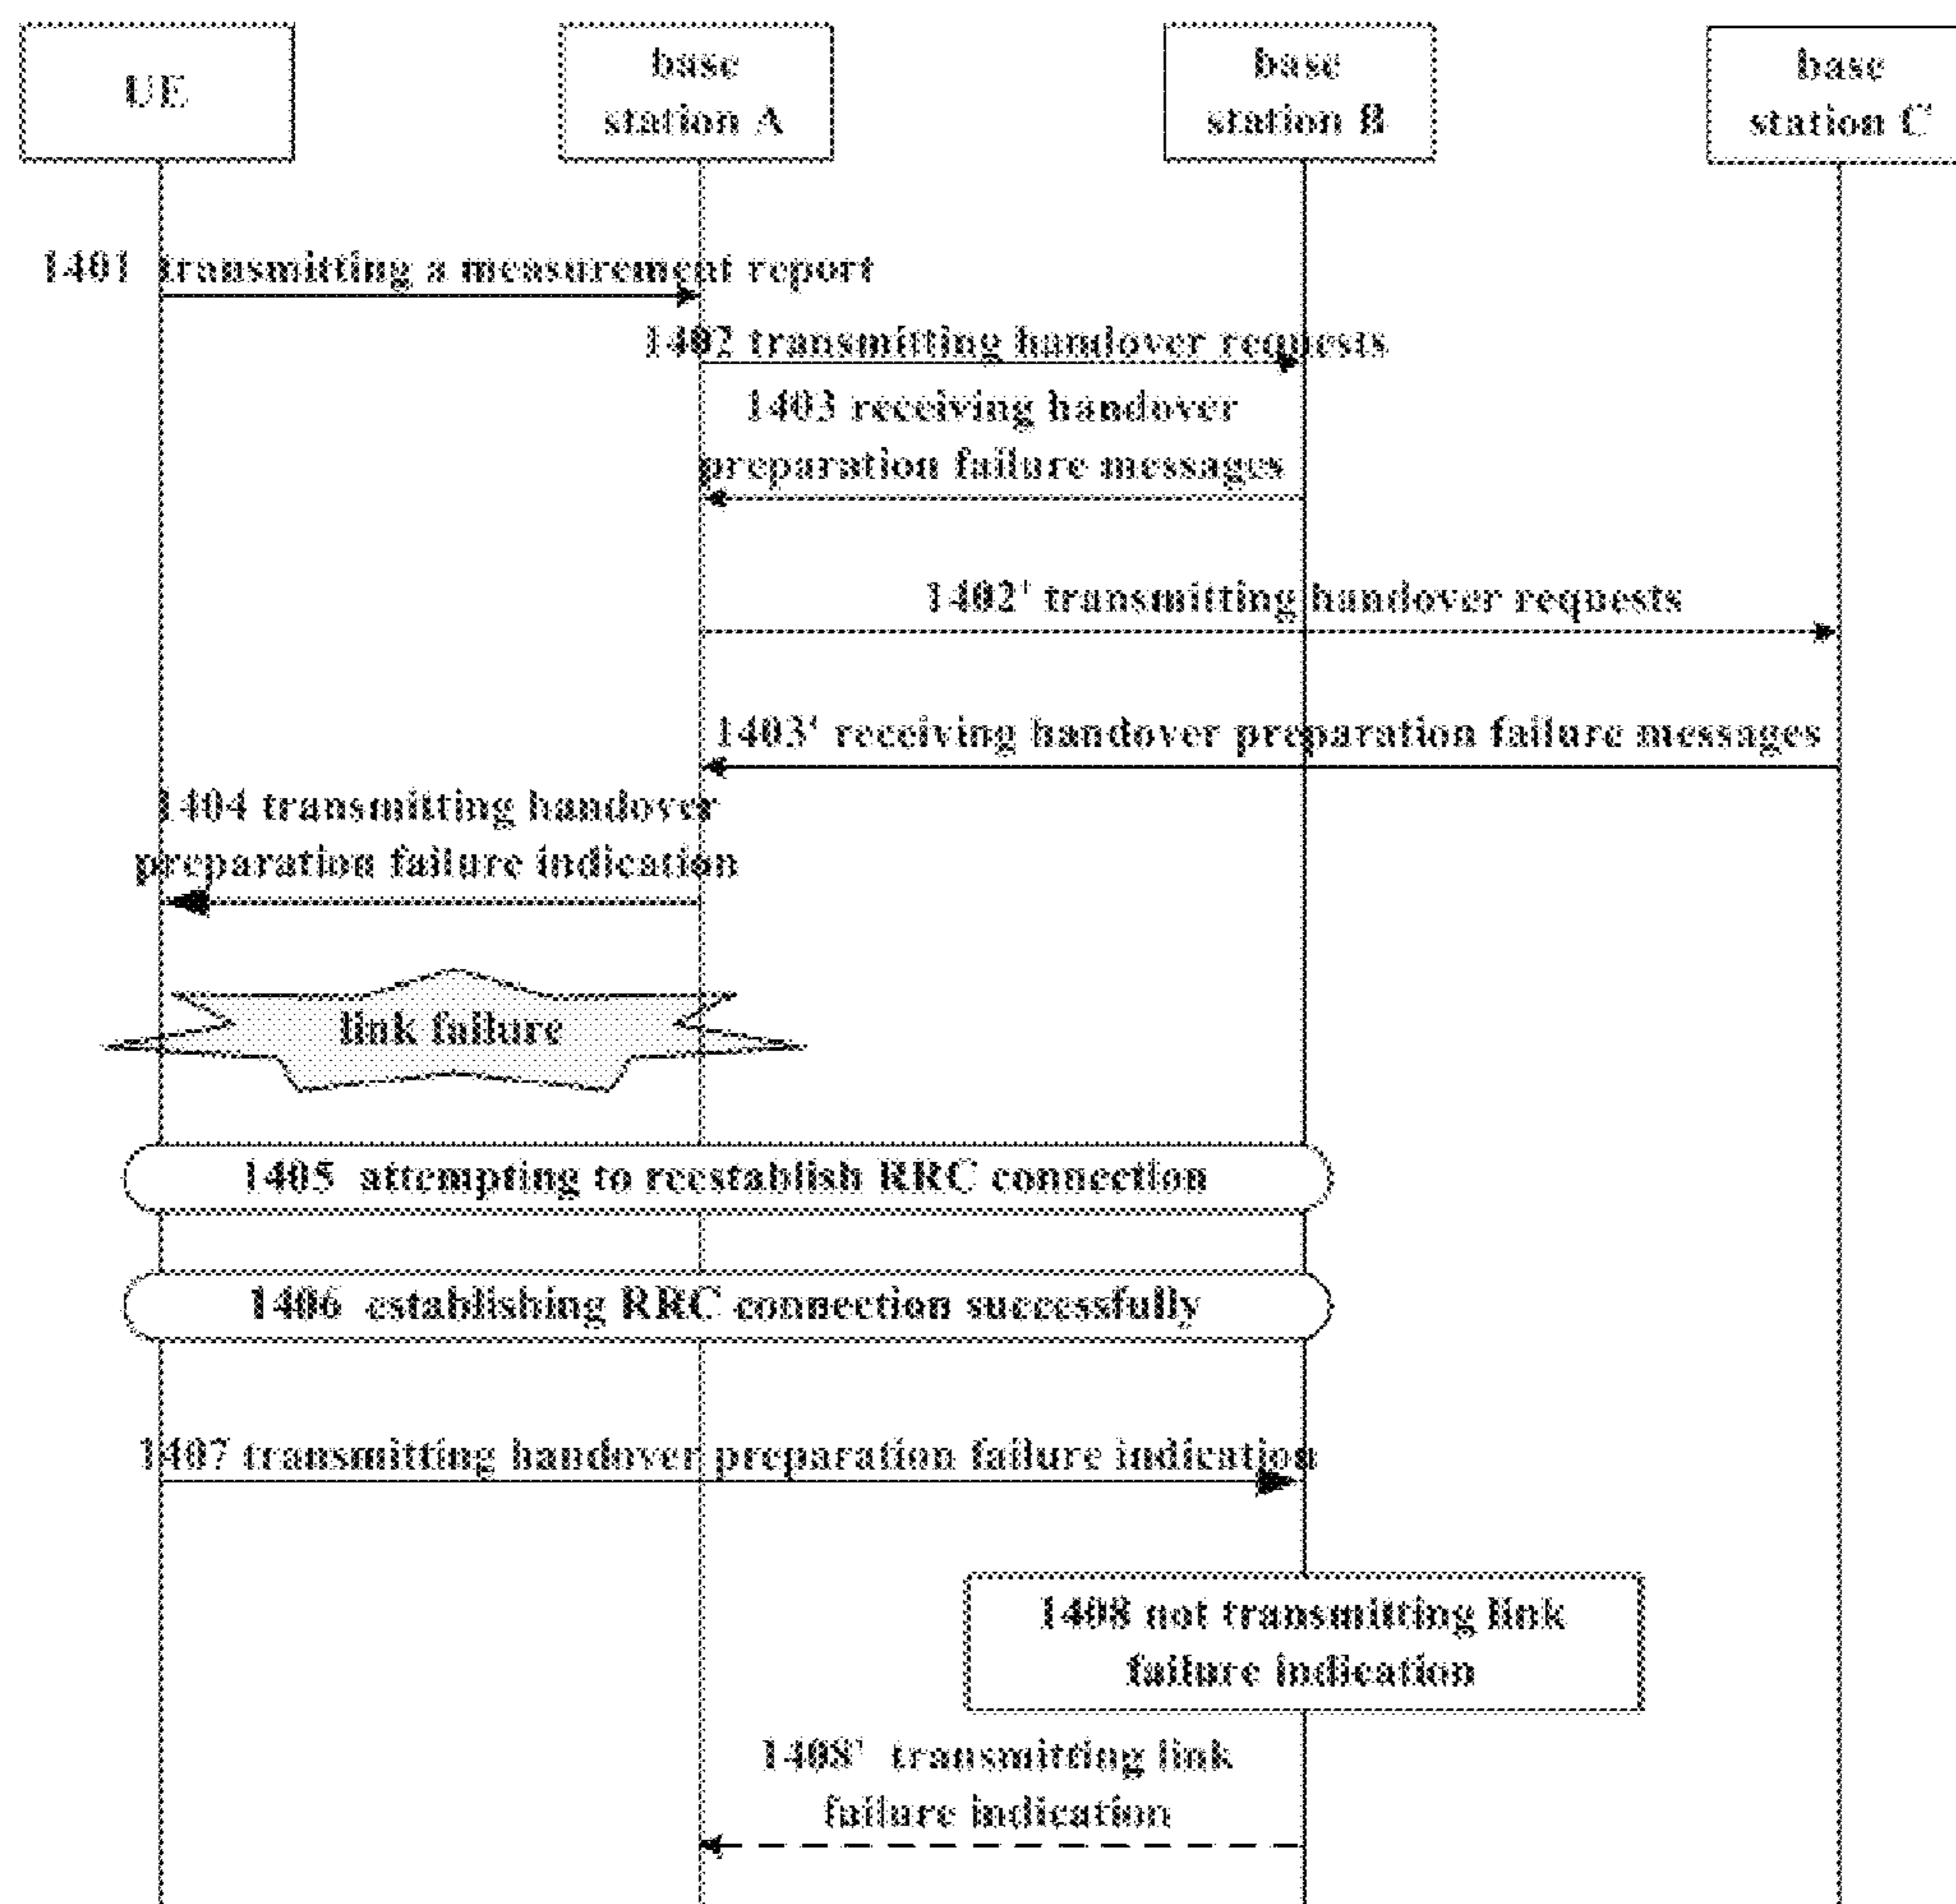 UE
base
station A
base
station B
base
station C
1401 transmitting a measurement report
1402 transmitting handover requests
1403 receiving handover
preparation failure messages
1402' transmitting handover requests
1403' receiving handover preparation failure messages
1404 transmitting handover
preparation failure indication
link failure
1405 attempting to reestablish RRC connection
1406 establishing RRC connection successfully
1407 transmitting handover preparation failure indication
1408 not transmitting link
failure indication
1408' transmitting link
failure indication